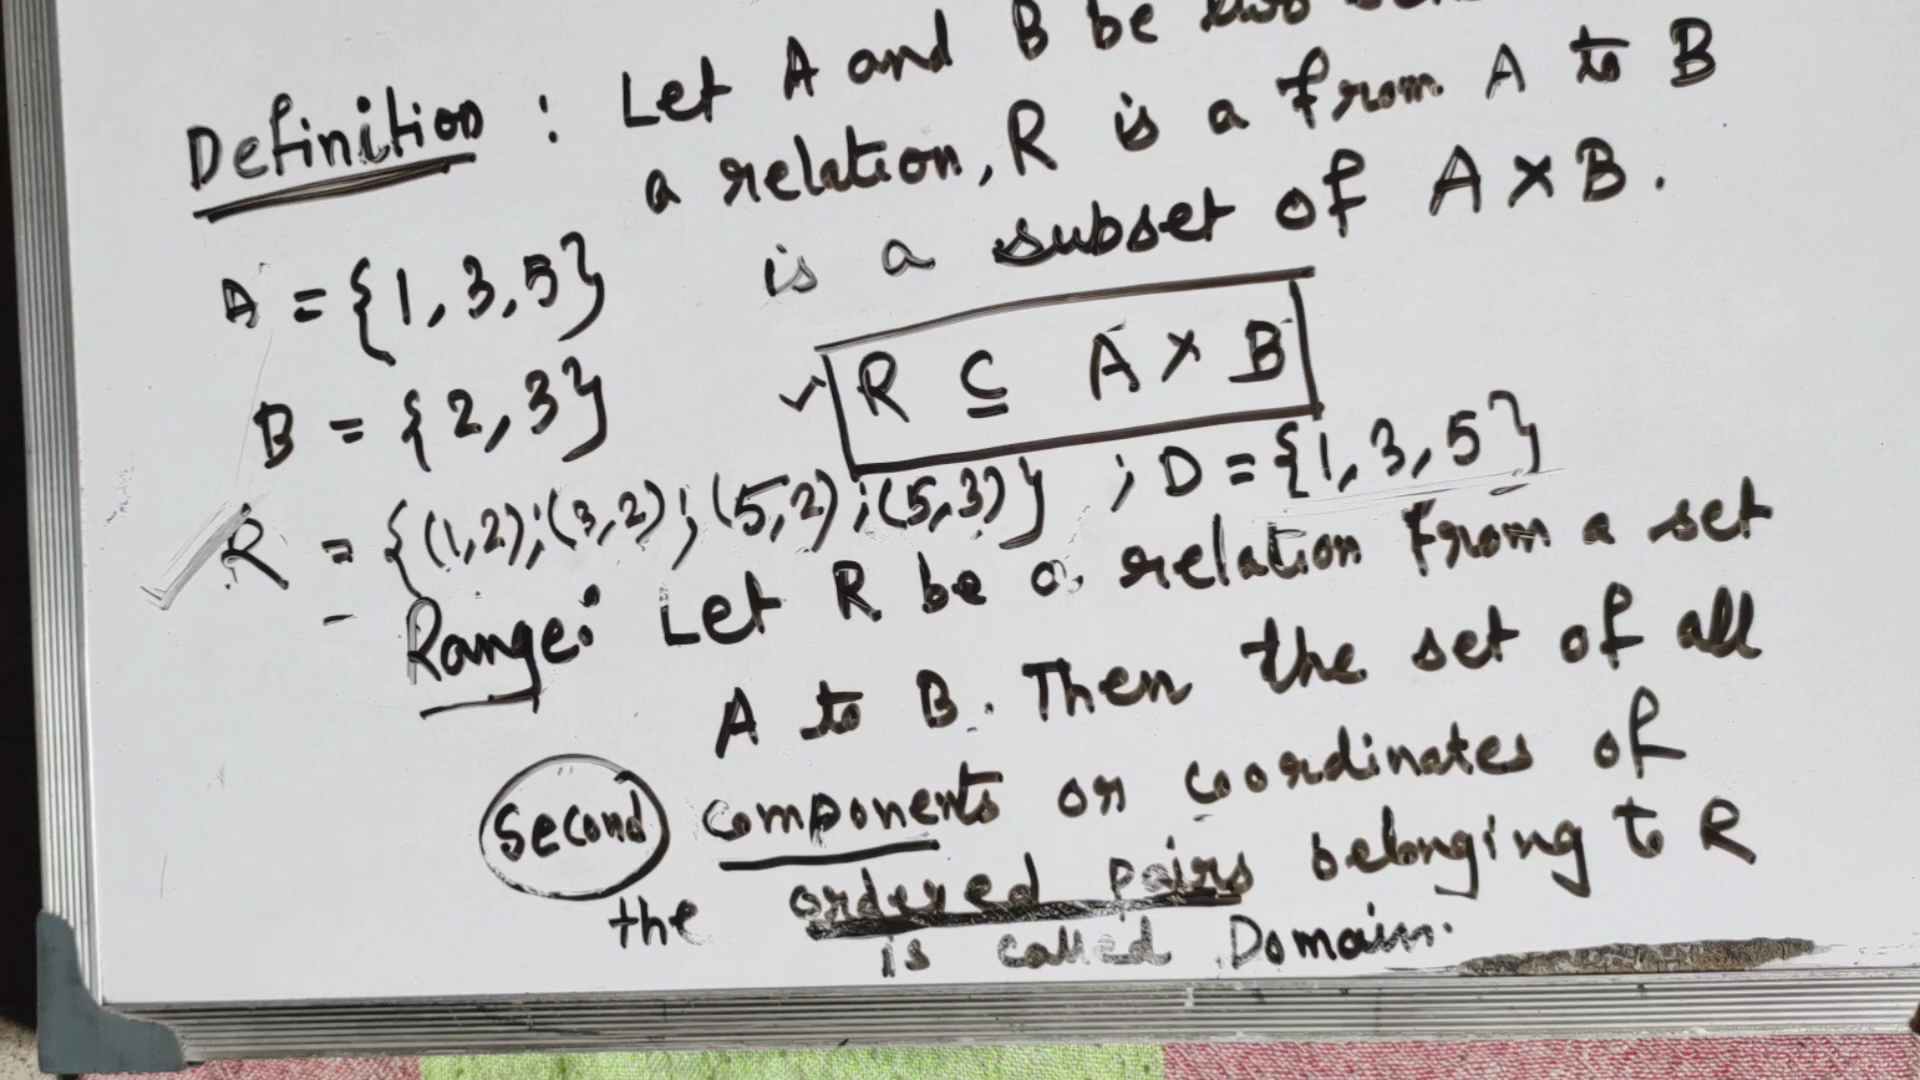 Definition : Let A and B be two
a relation, R is a from A to B
is a subset of A × B.
A = {1, 3, 5}
R ⊆ A × B
B = {2, 3}
R = {(1,2);(3,2);(5,2);(5,3)} ; D = {1, 3, 5}
Range: Let R be a relation from a set
A to B. Then the set of all
Second components or coordinates of
the ordered pairs belonging to R
is called Domain.